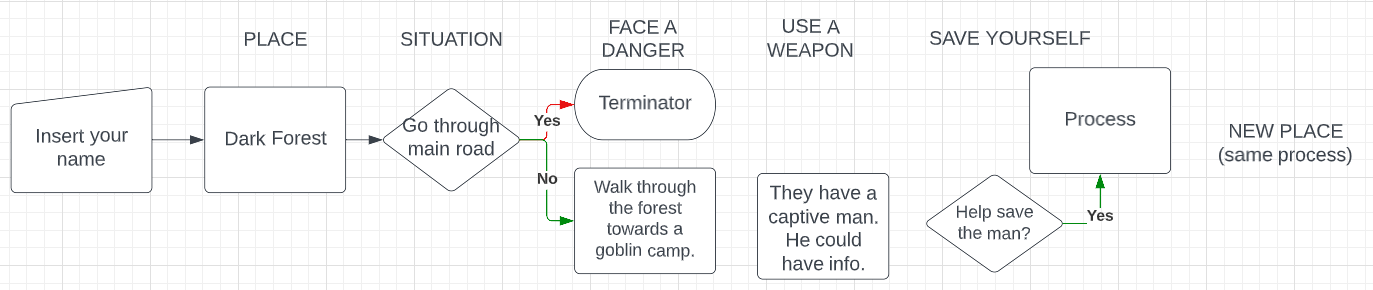 PLACE
SITUATION
FACE A
DANGER
USE A
WEAPON
SAVE YOURSELF
Insert your
name
Dark Forest
Go through
main road
Yes
No
Terminator
Walk through
the forest
towards a
goblin camp.
They have a
captive man.
He could
have info.
Help save
the man?
Yes
Process
NEW PLACE
(same process)